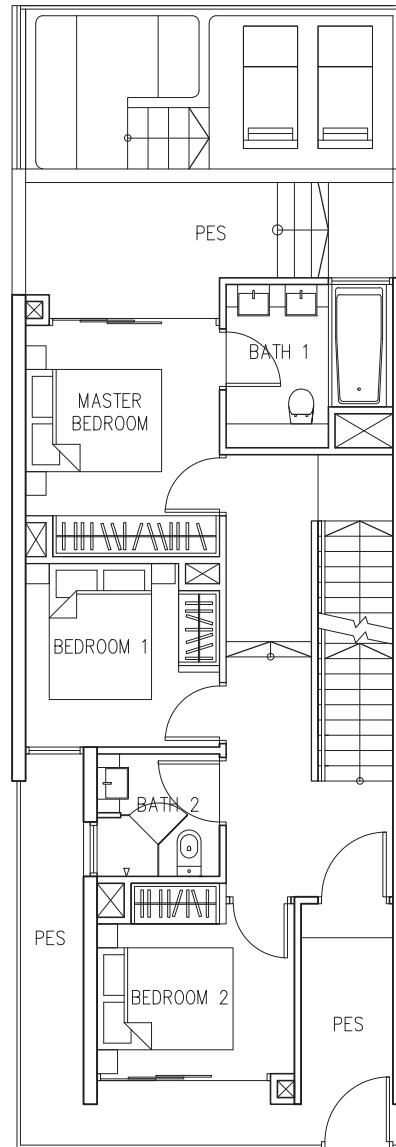 PES
BATH 1
MASTER
BEDROOM
BEDROOM 1
BATH 2
PES
BEDROOM 2
PES